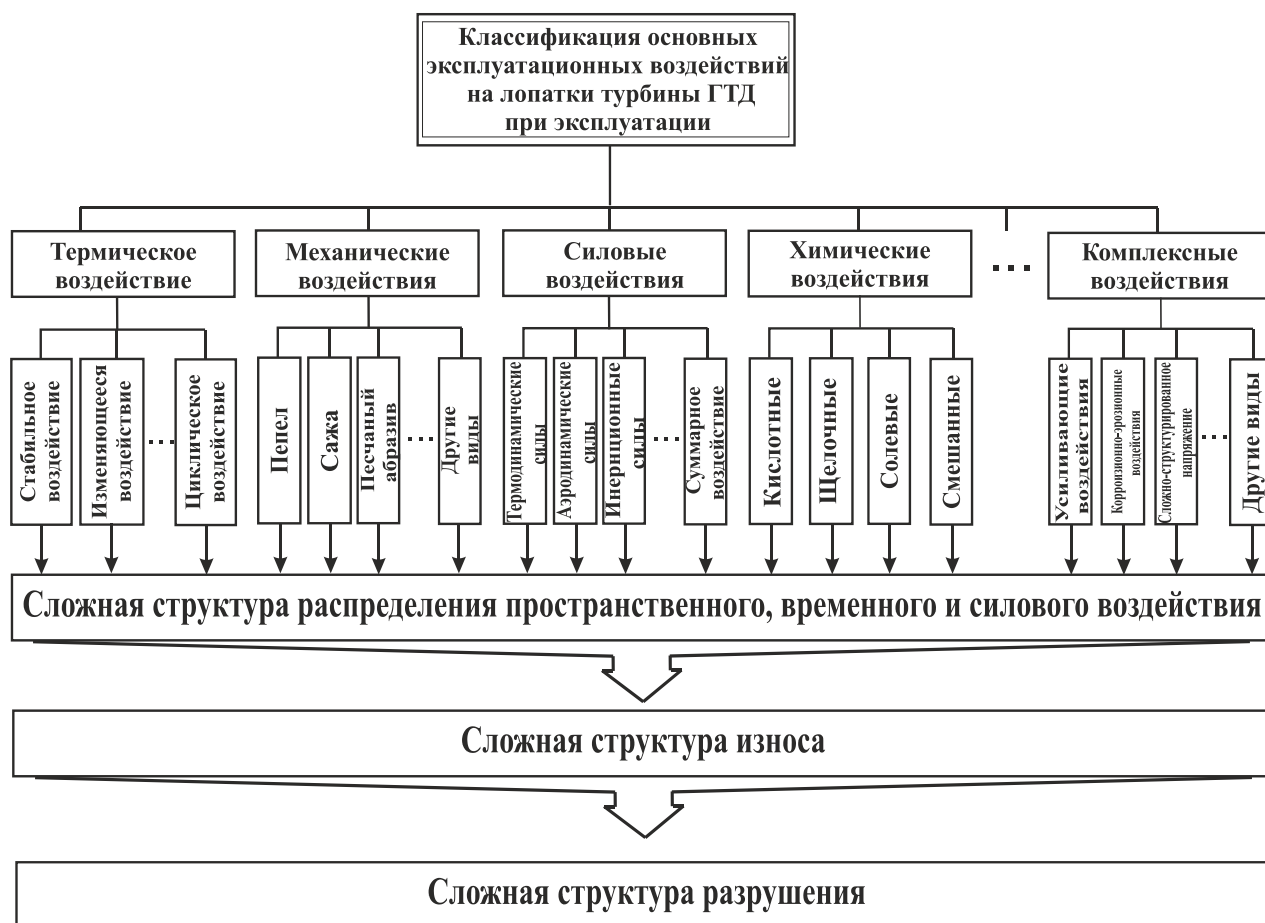 Классификация основных
эксплуатационных воздействий
на лопатки турбины ГТД
при эксплуатации
Термическое
воздействие
Механические
воздействия
Силовые
воздействия
Химические
воздействия
...
Комплексные
воздействия
Стабильное
воздействие
Изменяющееся
воздействие
...
Циклическое
воздействие
Пепел
Сажа
Песчаный
абразив
...
Другие
виды
Термодинамические
силы
Аэродинамические
силы
Инернционные
силы
...
Суммарное
воздействие
Кислотные
Щелочные
Солевые
Смешанные
Усиливающие
воздействия
Корроизионно-эрозионные
воздействия
Сложно-структурированное
напряжение
...
Другие виды
Сложная структура распределения пространственного, временного и силового воздействия
Сложная структура износа
Сложная структура разрушения